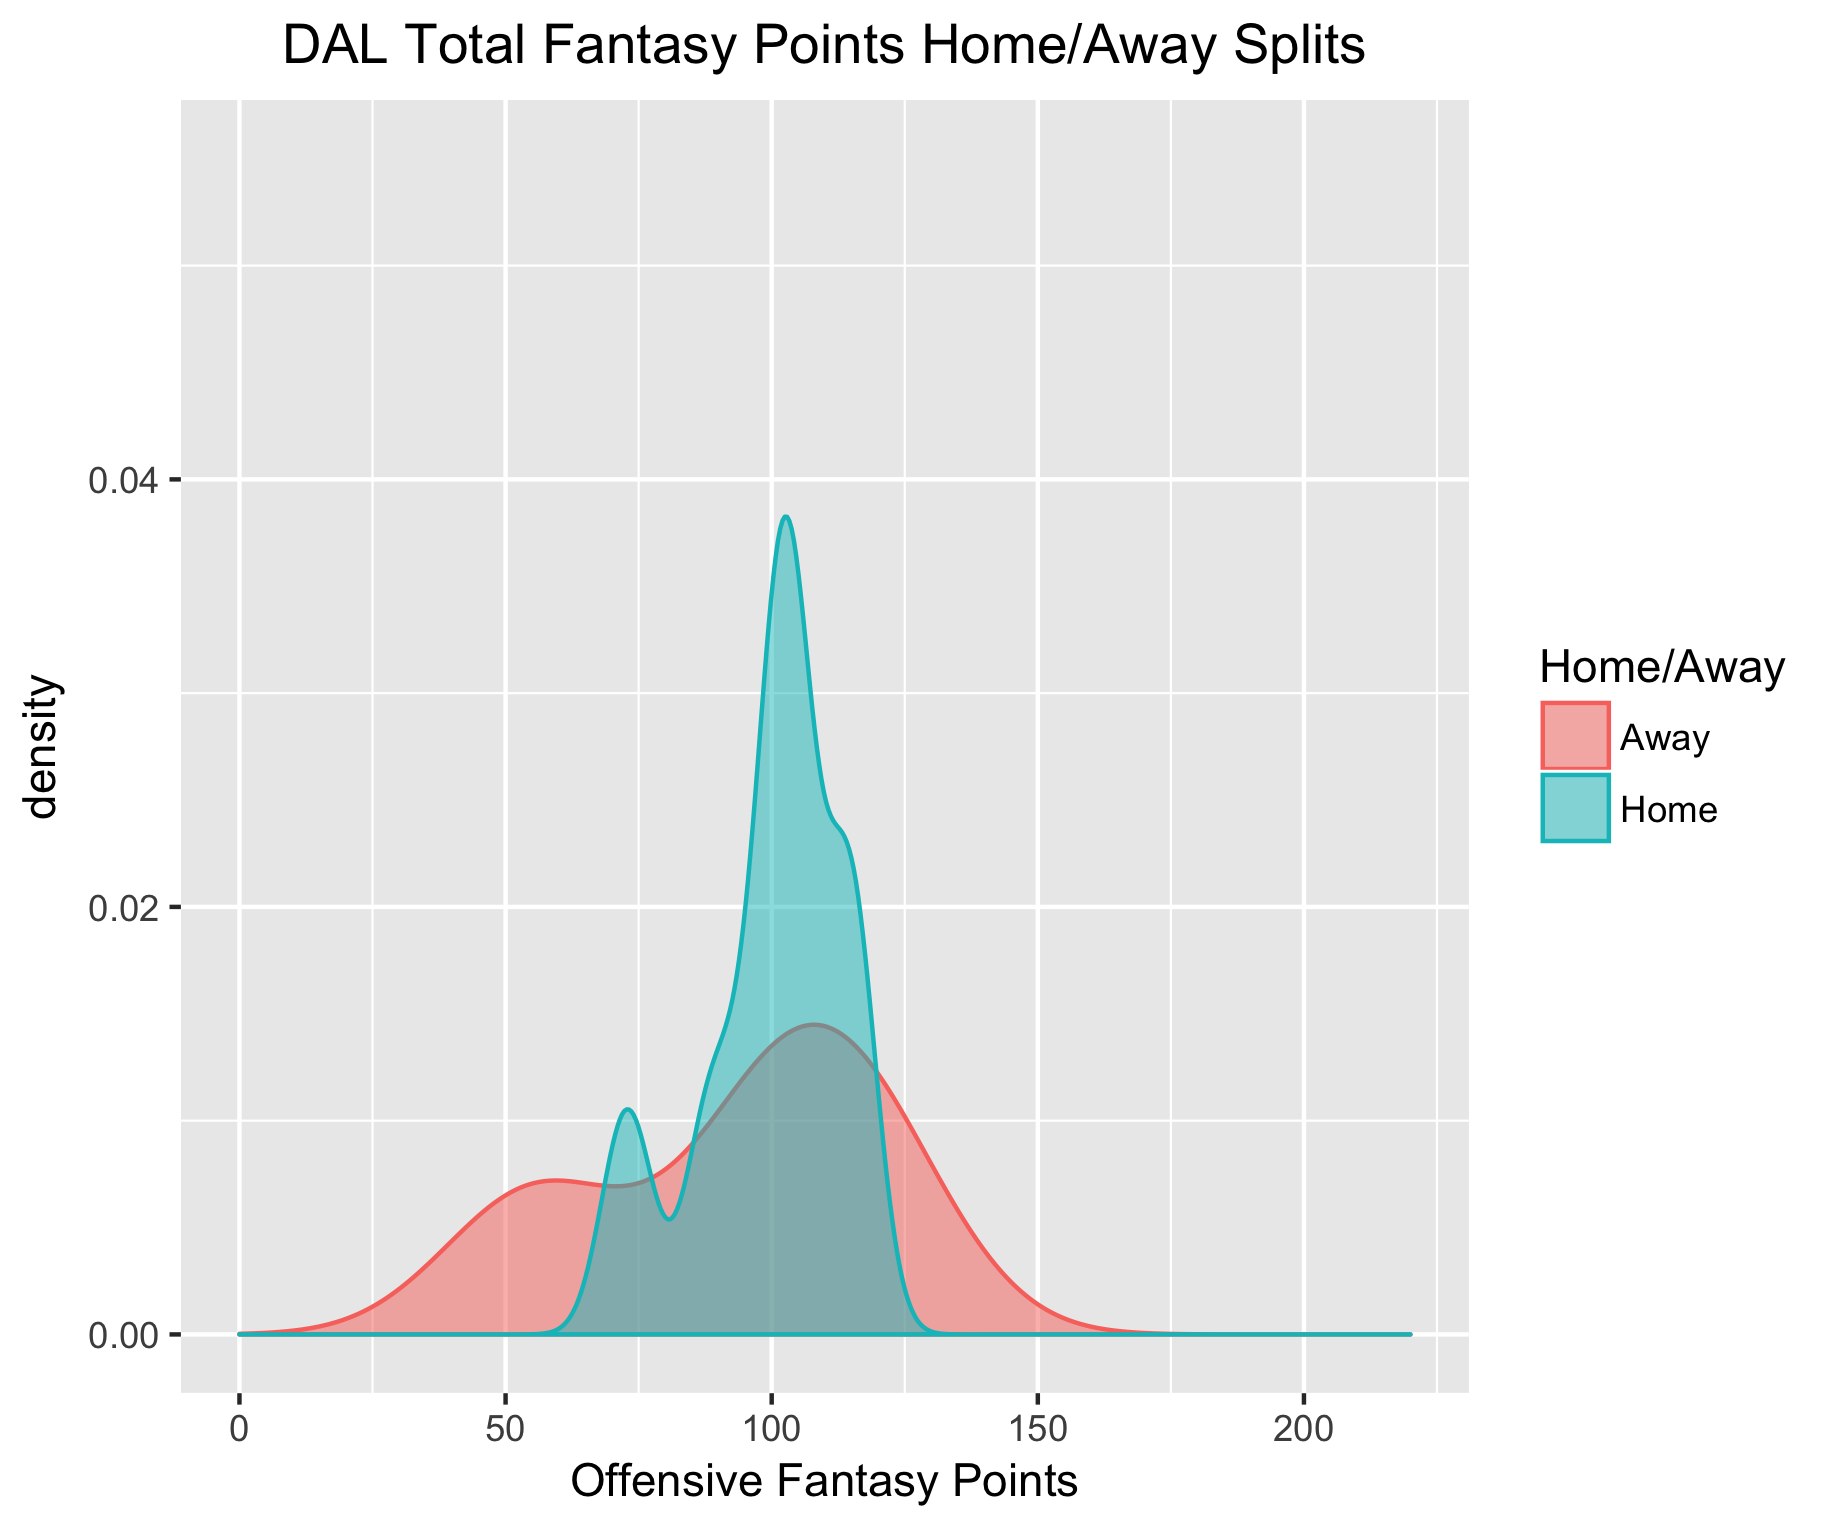 DAL Total Fantasy Points Home/Away Splits
density
0.04
0.02
0.00
0
50
100
150
200
Offensive Fantasy Points
Home/Away
Away
Home